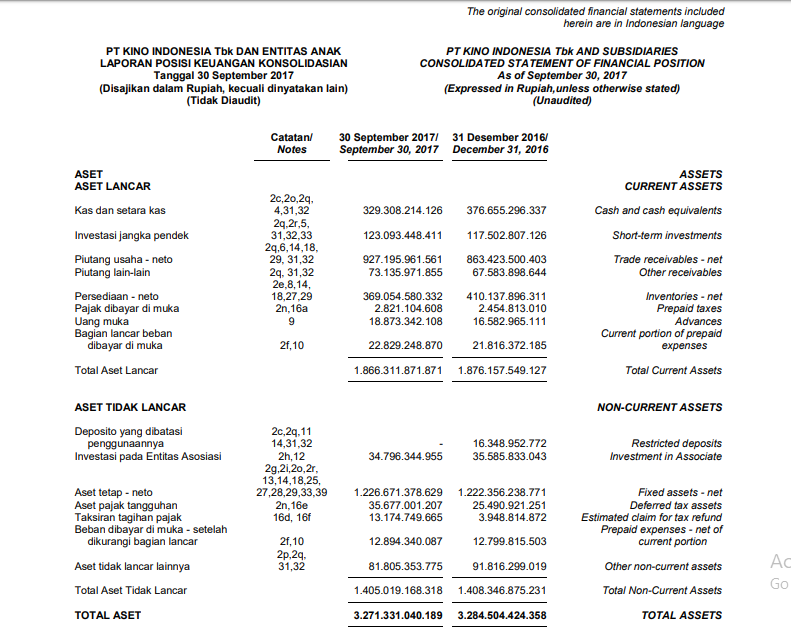 The original consolidated financial statements included
herein are in Indonesian language
PT KINO INDONESIA Tbk DAN ENTITAS ANAK PT KINO INDONESIA Tbk AND SUBSIDIARIES
LAPORAN POSISI KEUANGAN KONSOLIDASIAN CONSOLIDATED STATEMENT OF FINANCIAL POSITION
Tanggal 30 September 2017 As of September 30, 2017
(Disajikan dalam Rupiah, kecuali dinyatakan lain) (Expressed in Rupiah,unless otherwise stated)
(Tidak Diaudit) (Unaudited)
Catatan/ 30 September 2017/ 31 Desember 2016/
Notes September 30, 2017 December 31, 2016
ASET ASSETS
ASET LANCAR CURRENT ASSETS
2c,2o,2q,
Kas dan setara kas 4,31,32 329.308.214.126 376.655.296.337 Cash and cash equivalents
2q,2r,5,
Investasi jangka pendek 31,32,33 123.093.448.411 117.502.807.126 Short-term investments
2q,6,14,18,
Piutang usaha - neto 29, 31,32 927.195.961.561 863.423.500.403 Trade receivables - net
Piutang lain-lain 2q, 31,32 73.135.971.855 67.583.898.644 Other receivables
2e,8,14,
Persediaan - neto 18,27,29 369.054.580.332 410.137.896.311 Inventories - net
Pajak dibayar di muka 2n,16a 2.821.104.608 2.454.813.010 Prepaid taxes
Uang muka 9 18.873.342.108 16.582.965.111 Advances
Bagian lancar beban Current portion of prepaid
dibayar di muka 2f,10 22.829.248.870 21.816.372.185 expenses
Total Aset Lancar 1.866.311.871.871 1.876.157.549.127 Total Current Assets
ASET TIDAK LANCAR NON-CURRENT ASSETS
Deposito yang dibatasi 2c,2q,11
penggunaannya 14,31,32 - 16.348.952.772 Restricted deposits
Investasi pada Entitas Asosiasi 2h,12 34.796.344.955 35.585.833.043 Investment in Associate
2g,2i,2o,2r,
13,14,18,25,
Aset tetap - neto 27,28,29,33,39 1.226.671.378.629 1.222.356.238.771 Fixed assets - net
Aset pajak tangguhan 2n,16e 35.677.001.207 25.490.921.251 Deferred tax assets
Taksiran tagihan pajak 16d, 16f 13.174.749.665 3.948.814.872 Estimated claim for tax refund
Beban dibayar di muka - setelah Prepaid expenses - net of
dikurangi bagian lancar 2f,10 12.894.340.087 12.799.815.503 current portion
2p,2q,
Aset tidak lancar lainnya 31,32 81.805.353.775 91.816.299.019 Other non-current assets
Total Aset Tidak Lancar 1.405.019.168.318 1.408.346.875.231 Total Non-Current Assets
TOTAL ASET 3.271.331.040.189 3.284.504.424.358 TOTAL ASSETS
Go